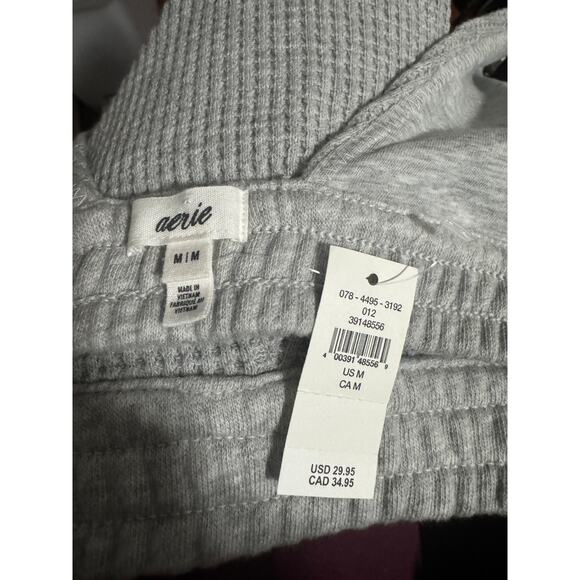 aerie
M | M
MADE IN
VIETNAM
FABRIQUÉ AU
VIETNAM
078 - 4495 - 3192
012
39148556
4 00391 48556 9
US M
CA M
USD 29.95
CAD 34.95